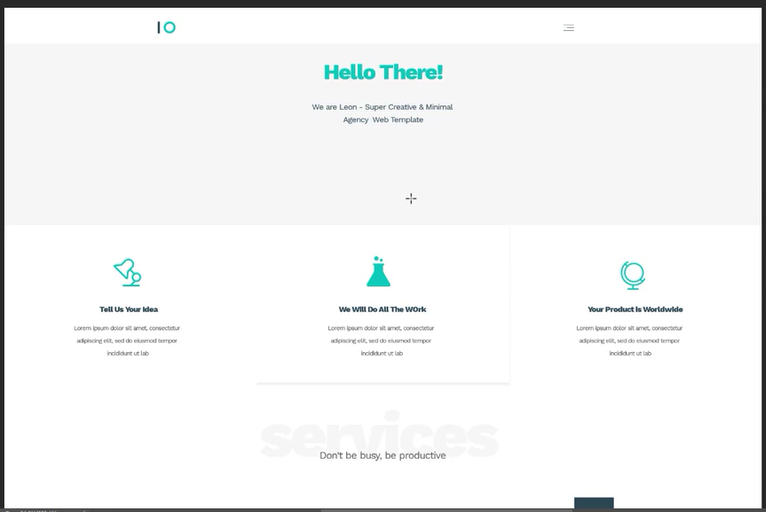 IO
Hello There!
We are Leon - Super Creative & Minimal
Agency Web Template
Tell Us Your Idea
Lorem ipsum dolor sit amet, consectetur
adipiscing elit, sed do eiusmod tempor
incididunt ut lab
We Will Do All The WOrk
Lorem ipsum dolor sit amet, consectetur
adipiscing elit, sed do eiusmod tempor
incididunt ut lab
Your Product is Worldwide
Lorem ipsum dolor sit amet, consectetur
adipiscing elit, sed do eiusmod tempor
incididunt ut lab
services
Don't be busy, be productive